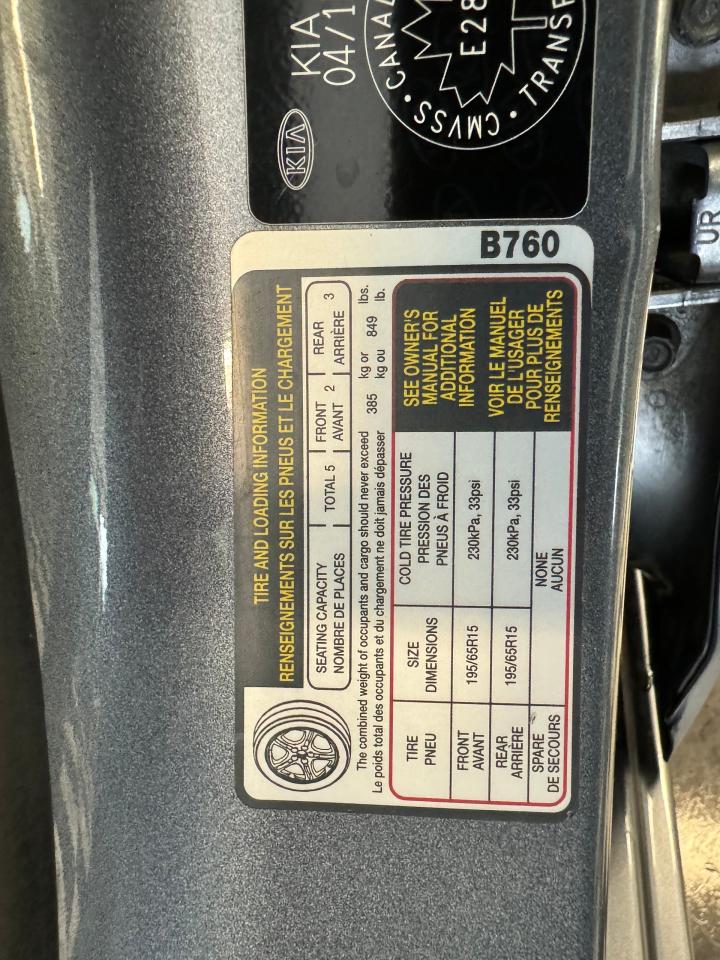 TIRE AND LOADING INFORMATION
RENSEIGNEMENTS SUR LES PNEUS ET LE CHARGEMENT
SEATING CAPACITY
NOMBRE DE PLACES
TOTAL 5
FRONT
AVANT 2
REAR
ARRIÈRE 3
The combined weight of occupants and cargo should never exceed 385 kg or 849 lbs.
Le poids total des occupants et du chargement ne doit jamais dépasser kg ou lb.
TIRE
PNEU
SIZE
DIMENSIONS
COLD TIRE PRESSURE
PRESSION DES
PNEUS À FROID
FRONT
AVANT
195/65R15
230kPa, 33psi
REAR
ARRIÈRE
195/65R15
230kPa, 33psi
SPARE
DE SECOURS
NONE
AUCUN
SEE OWNER'S
MANUAL FOR
ADDITIONAL
INFORMATION
VOIR LE MANUEL
DE L'USAGER
POUR PLUS DE
RENSEIGNEMENTS
B760
KIA
KIA
04/1
CANAD
TRANSP
CMVSS
E28
UR